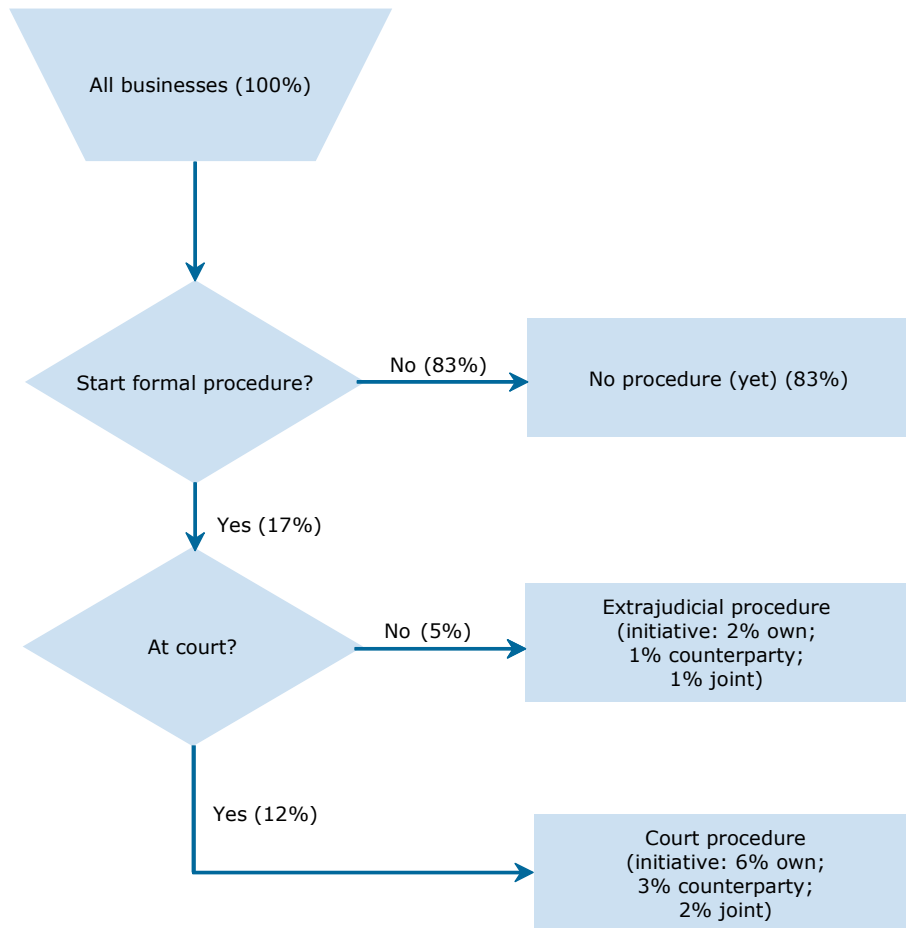 All businesses (100%)
Start formal procedure?
No (83%)
No procedure (yet) (83%)
Yes (17%)
At court?
No (5%)
Extrajudicial procedure
(initiative: 2% own;
1% counterparty;
1% joint)
Yes (12%)
Court procedure
(initiative: 6% own;
3% counterparty;
2% joint)